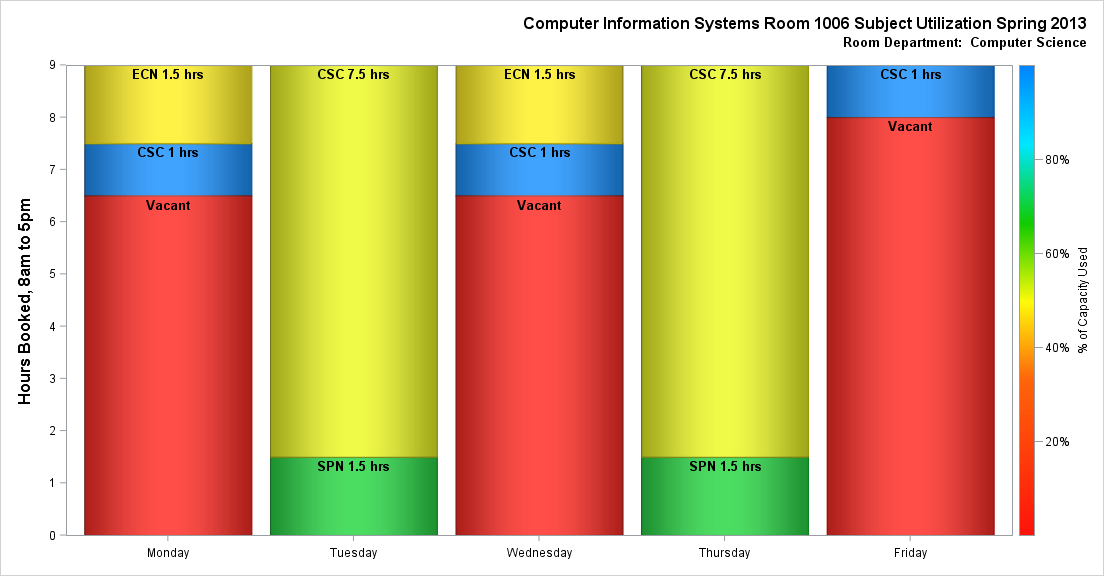 Computer Information Systems Room 1006 Subject Utilization Spring 2013
Room Department:  Computer Science
Hours Booked, 8am to 5pm
9
8
7
6
5
4
3
2
1
0
ECN 1.5 hrs
CSC 1 hrs
Vacant
CSC 7.5 hrs
SPN 1.5 hrs
ECN 1.5 hrs
CSC 1 hrs
Vacant
CSC 7.5 hrs
SPN 1.5 hrs
CSC 1 hrs
Vacant
Monday
Tuesday
Wednesday
Thursday
Friday
80%
60%
40%
20%
% of Capacity Used